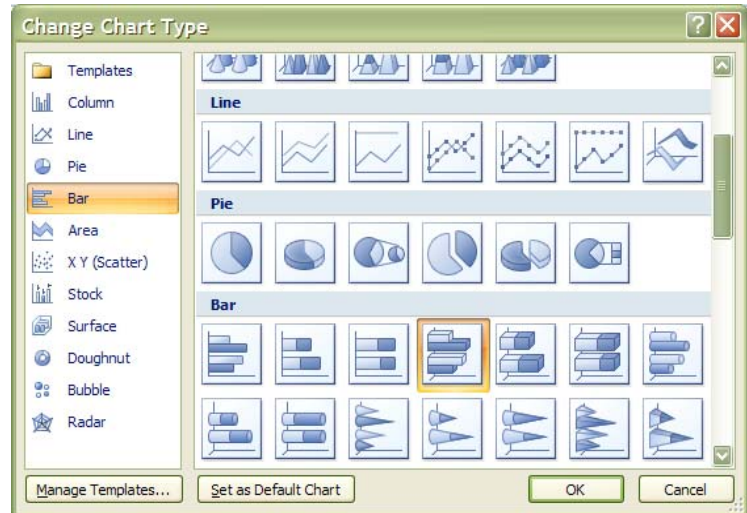 Change Chart Type
Templates
Column
Line
Pie
Bar
Area
X Y (Scatter)
Stock
Surface
Doughnut
Bubble
Radar
Line
Pie
Bar
Manage Templates...
Set as Default Chart
OK
Cancel